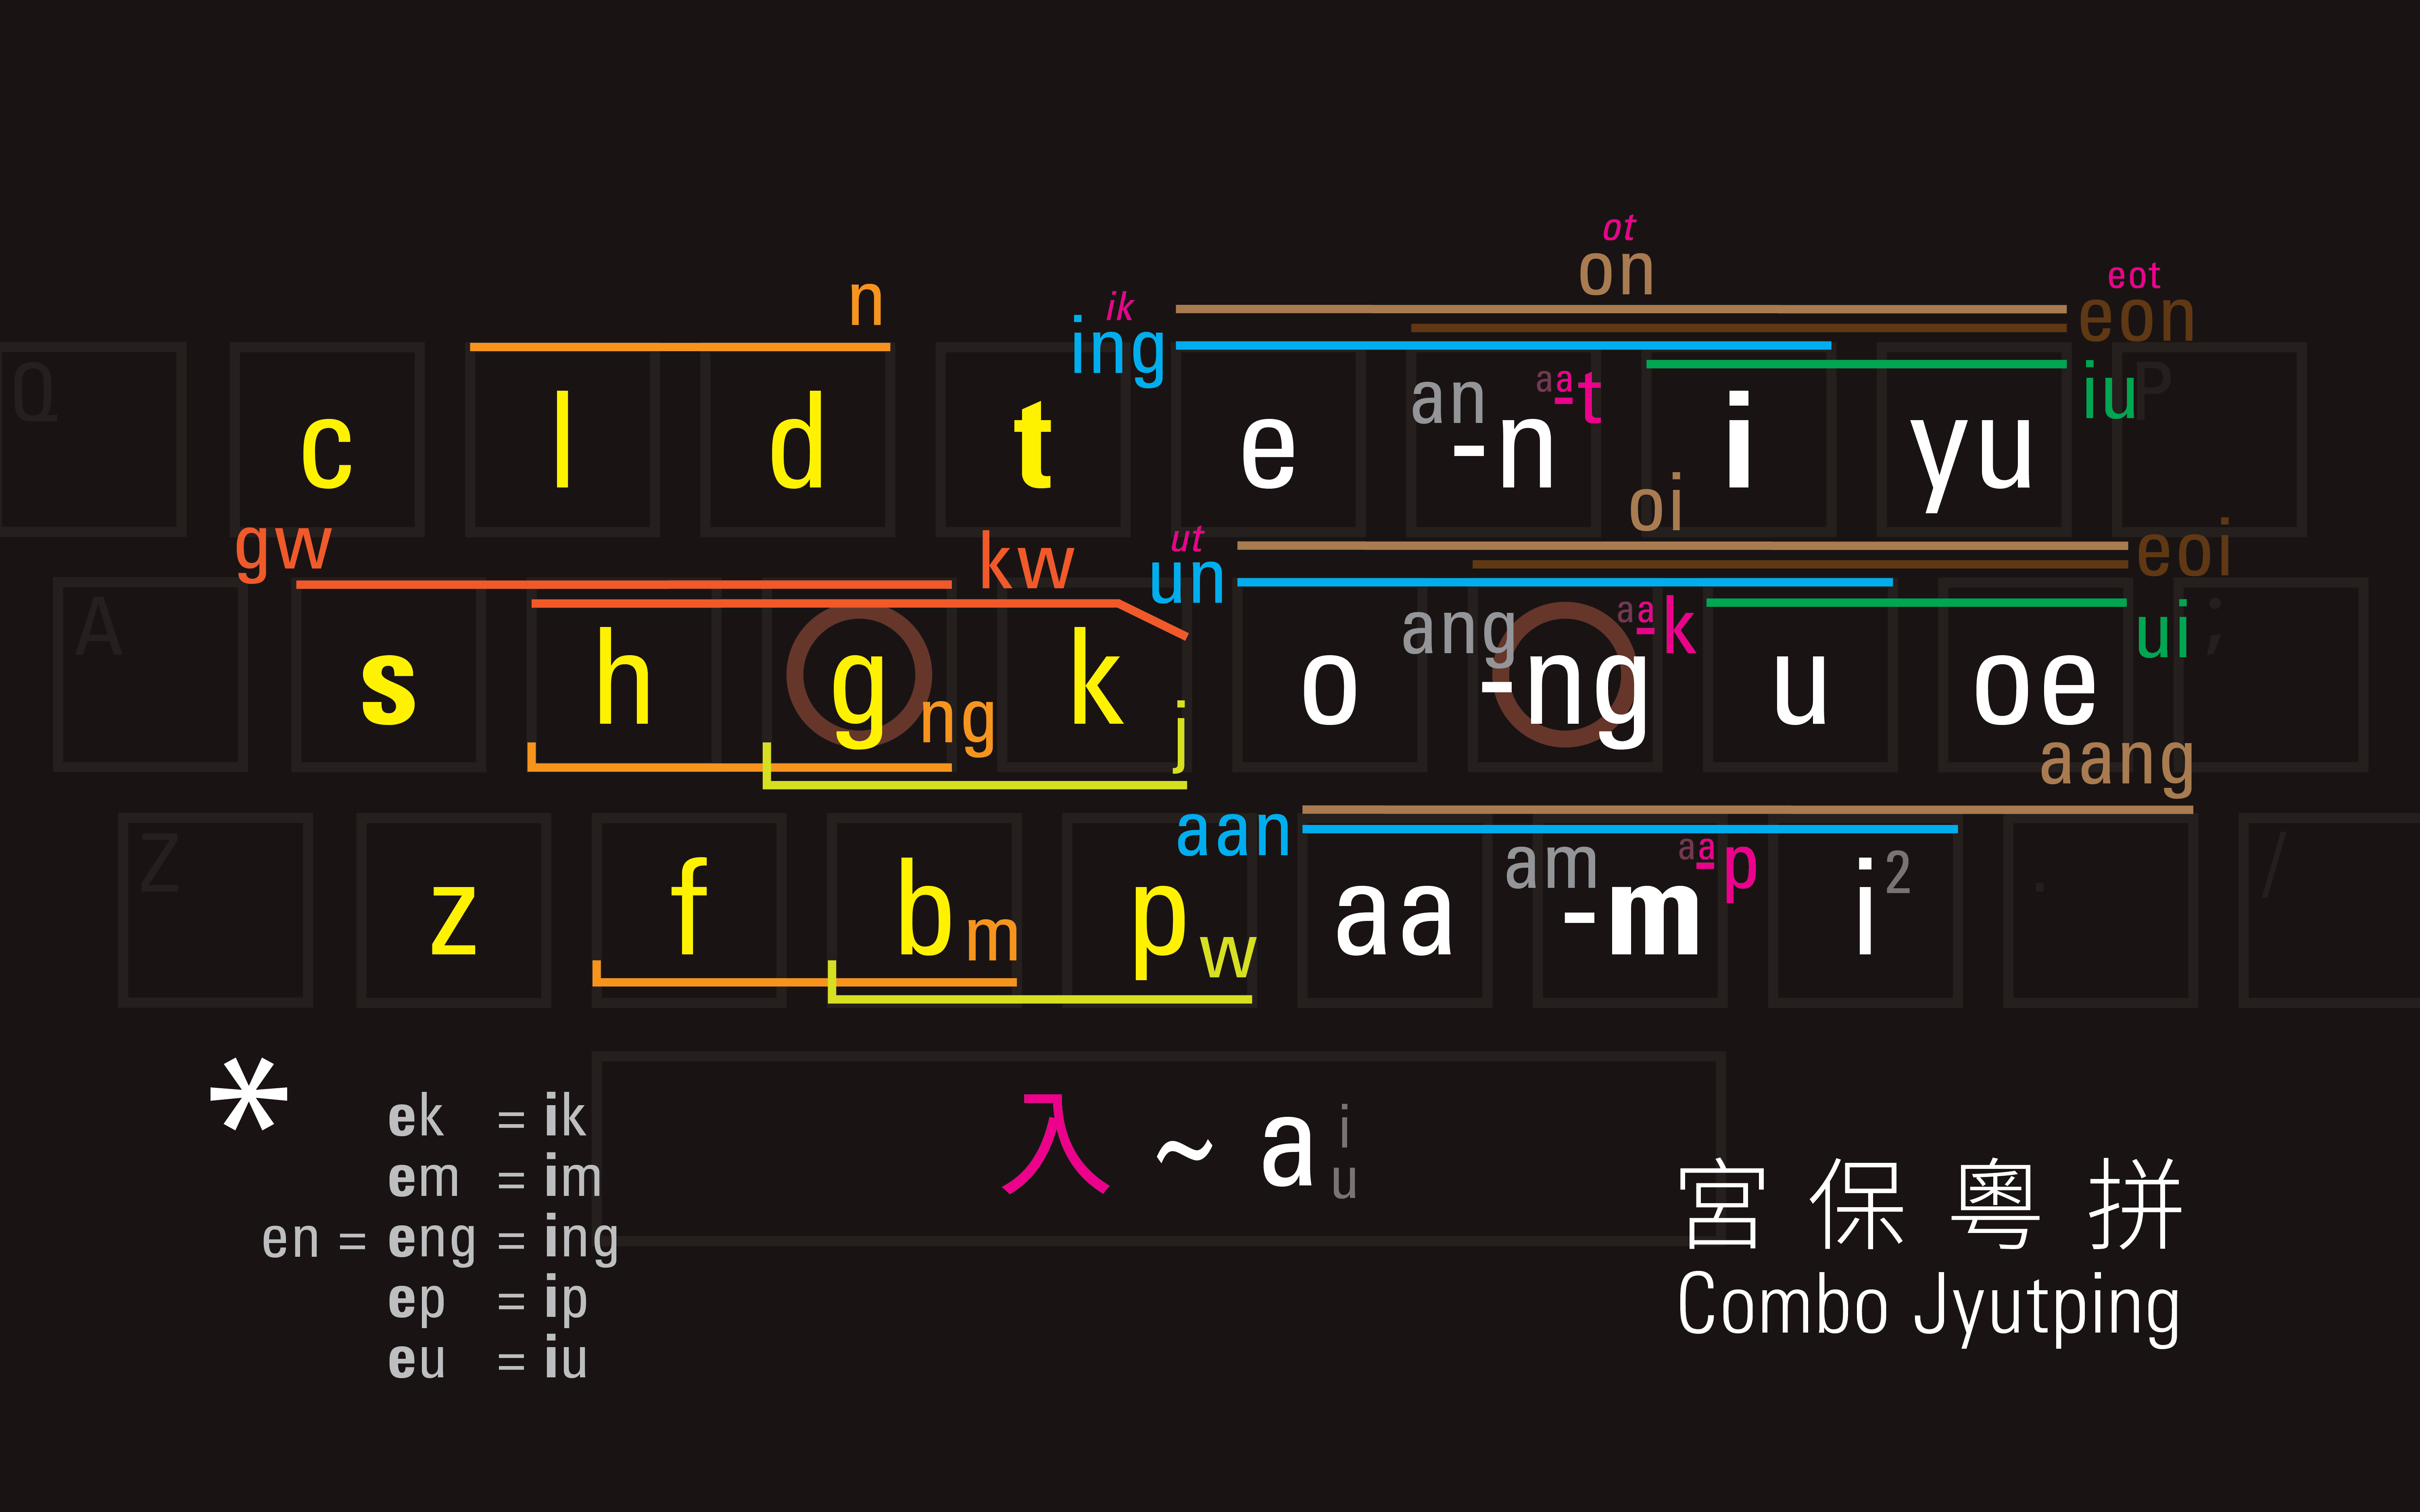 ot
on
n
ik
ing
eot
eon
iu
Q
c
l
d
t
e
an
-n
aa-t
i
yu
P
gw
kw
ut
un
oi
eoi
A
s
h
g
ng
k
j
o
ang
-ng
aa-k
u
oe
ui
;
aang
Z
z
f
b
m
p
w
aan
aa
am
-m
aa-p
i²
.
/
*
ek = ik
em = im
en = eng = ing
ep = ip
eu = iu
入 ~ a i u
宮保粵拼
Combo Jyutping